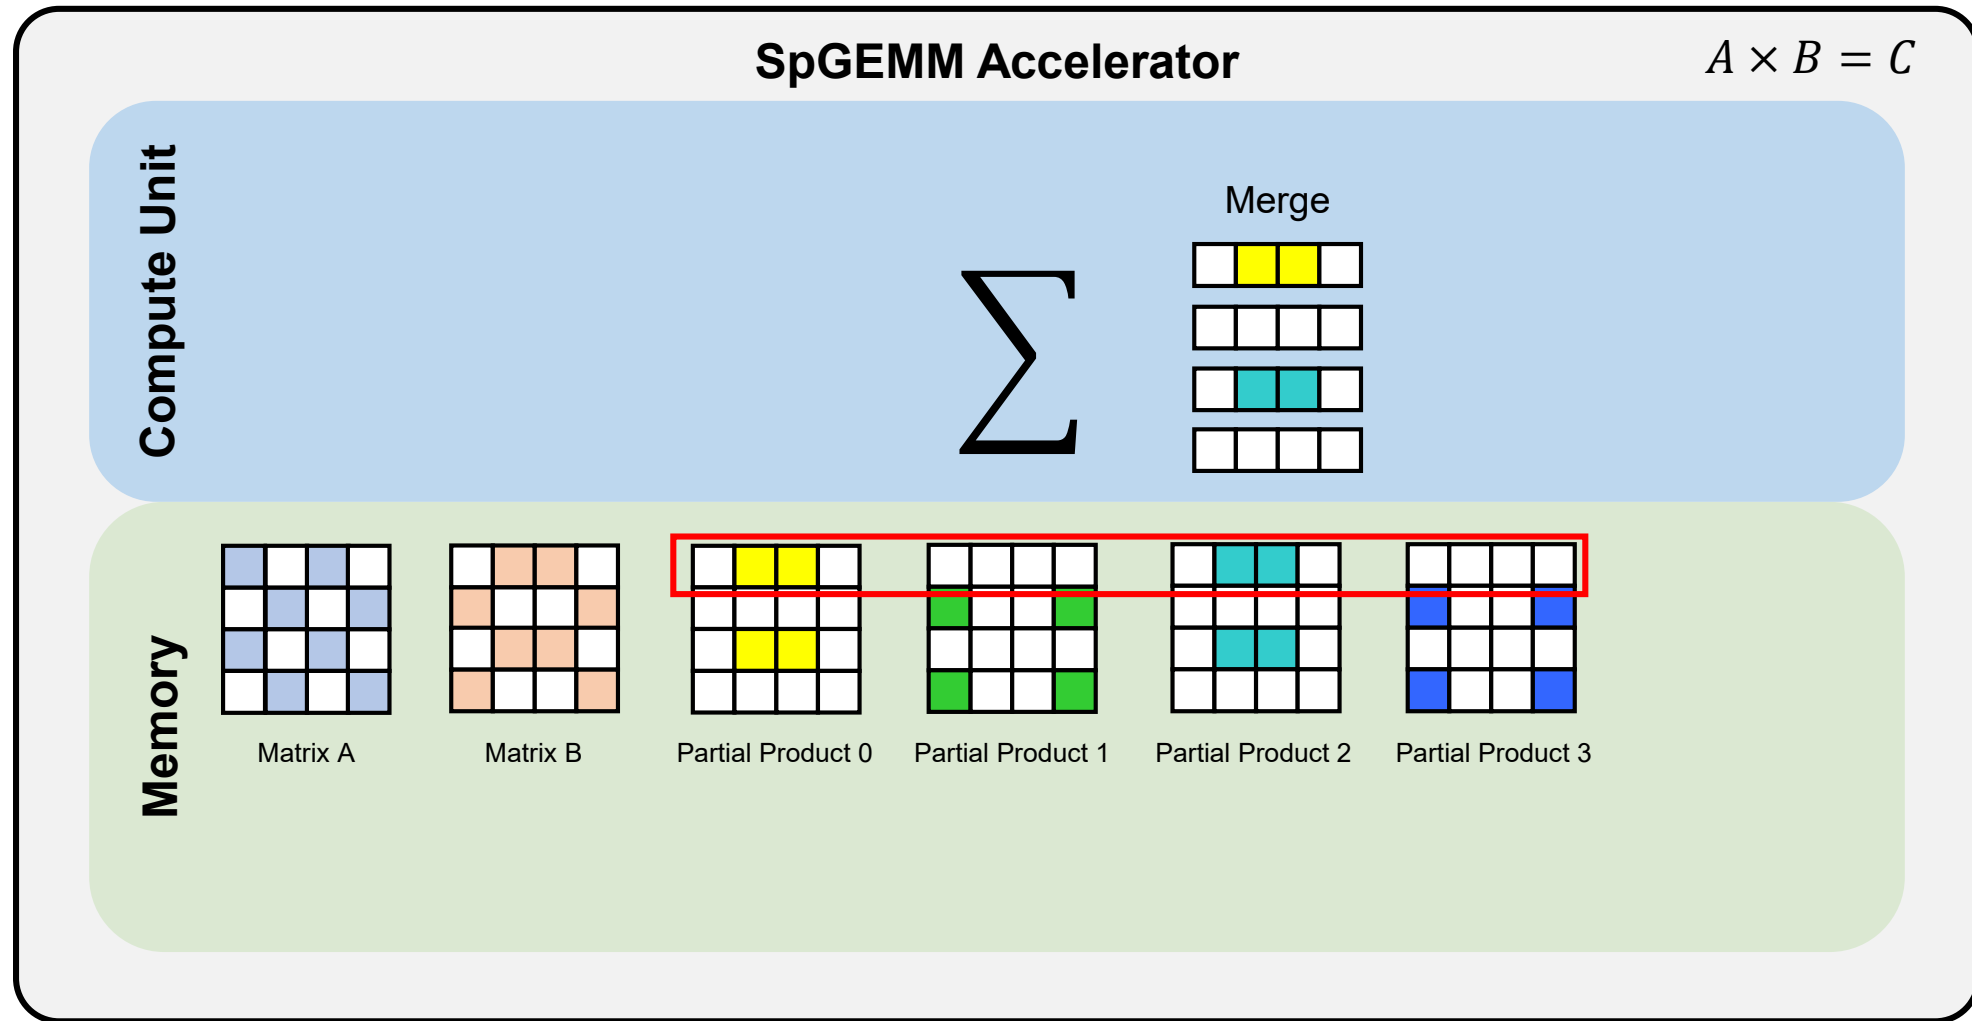 SpGEMM Accelerator
A × B = C
Compute Unit
Merge
∑
Memory
Matrix A
Matrix B
Partial Product 0
Partial Product 1
Partial Product 2
Partial Product 3